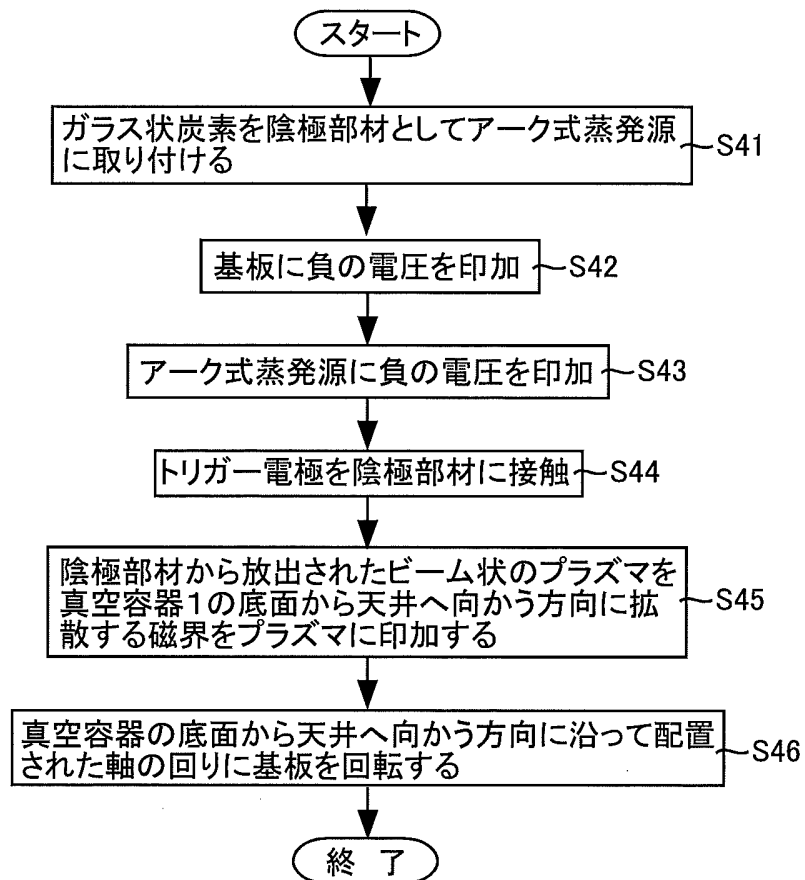 スタート
ガラス状炭素を陰極部材としてアーク式蒸発源
に取り付ける
S41
基板に負の電圧を印加
S42
アーク式蒸発源に負の電圧を印加
S43
トリガー電極を陰極部材に接触
S44
陰極部材から放出されたビーム状のプラズマを
真空容器1の底面から天井へ向かう方向に拡
散する磁界をプラズマに印加する
S45
真空容器の底面から天井へ向かう方向に沿って配置
された軸の回りに基板を回転する
S46
終 了